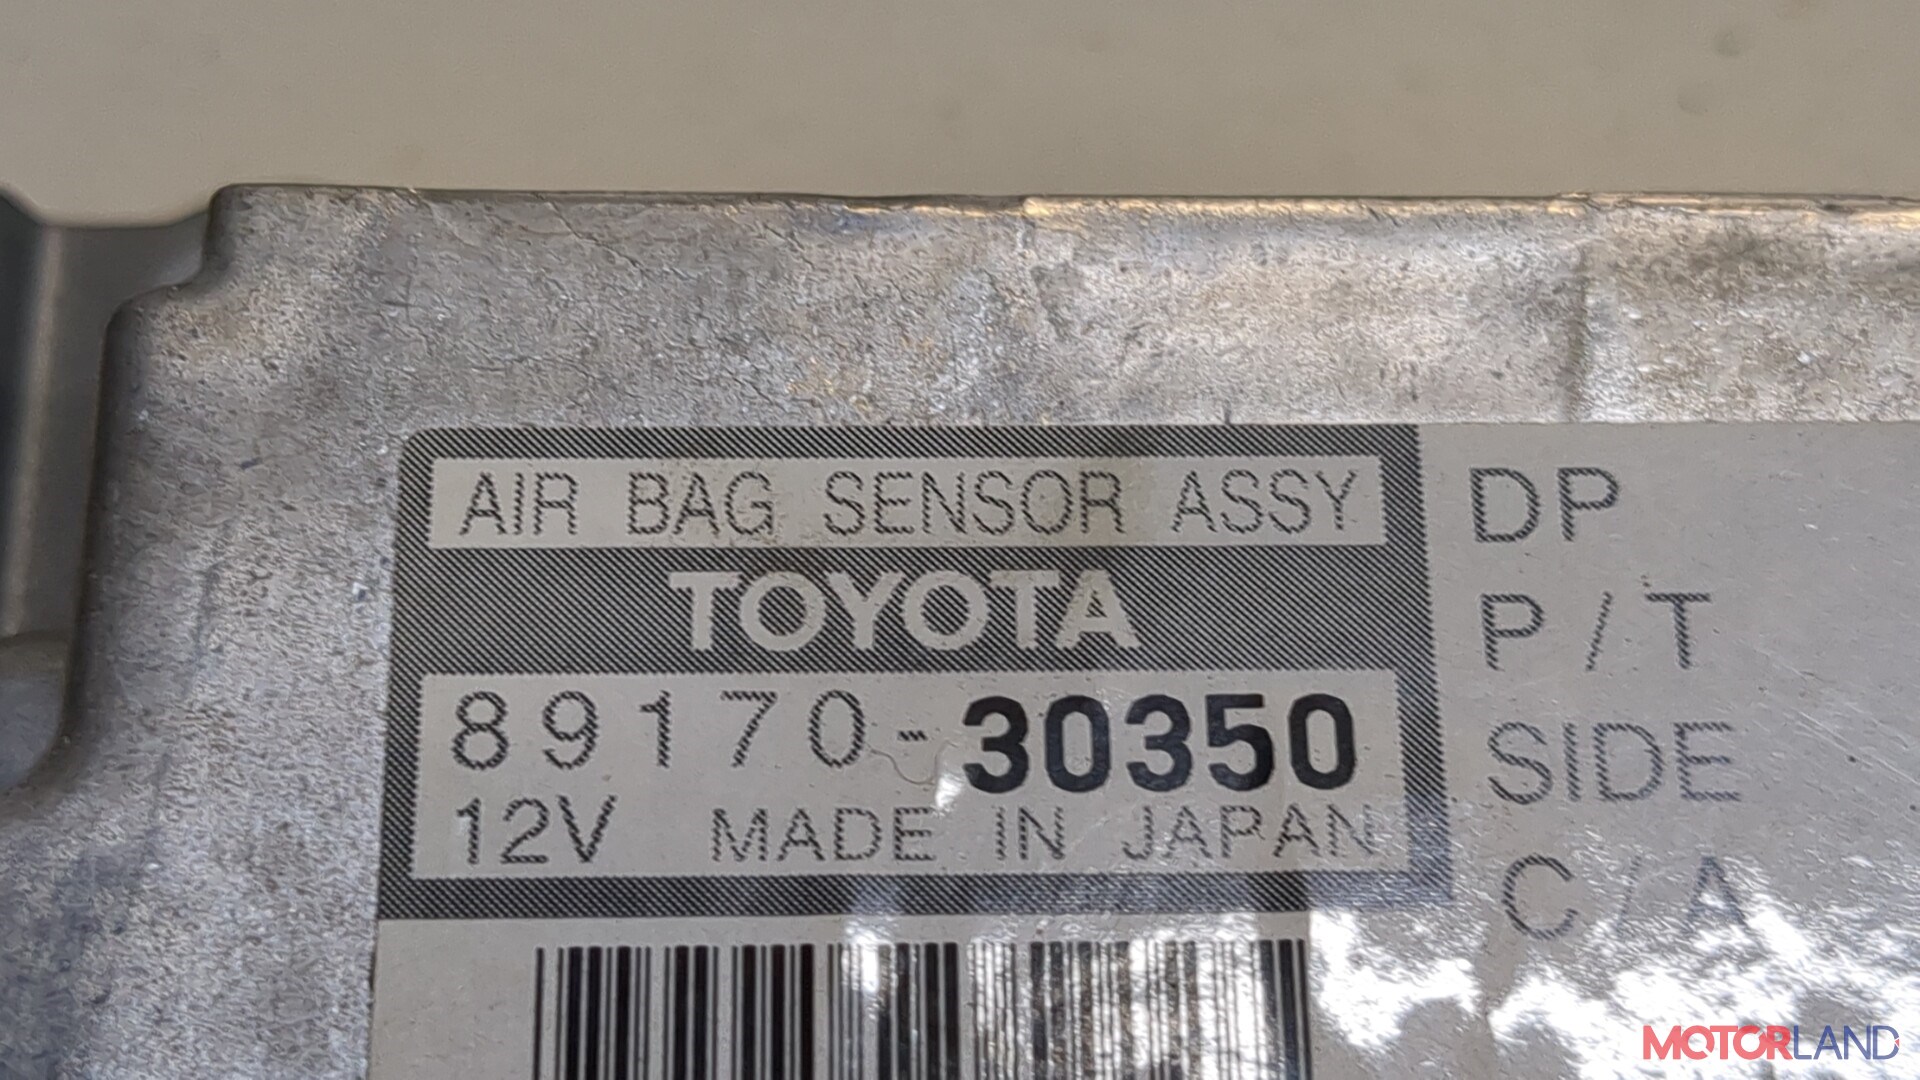 AIR BAG SENSOR ASSY
TOYOTA
89170-30350
12V MADE IN JAPAN
DP
P/T
SIDE
C/A
MOTORLAND